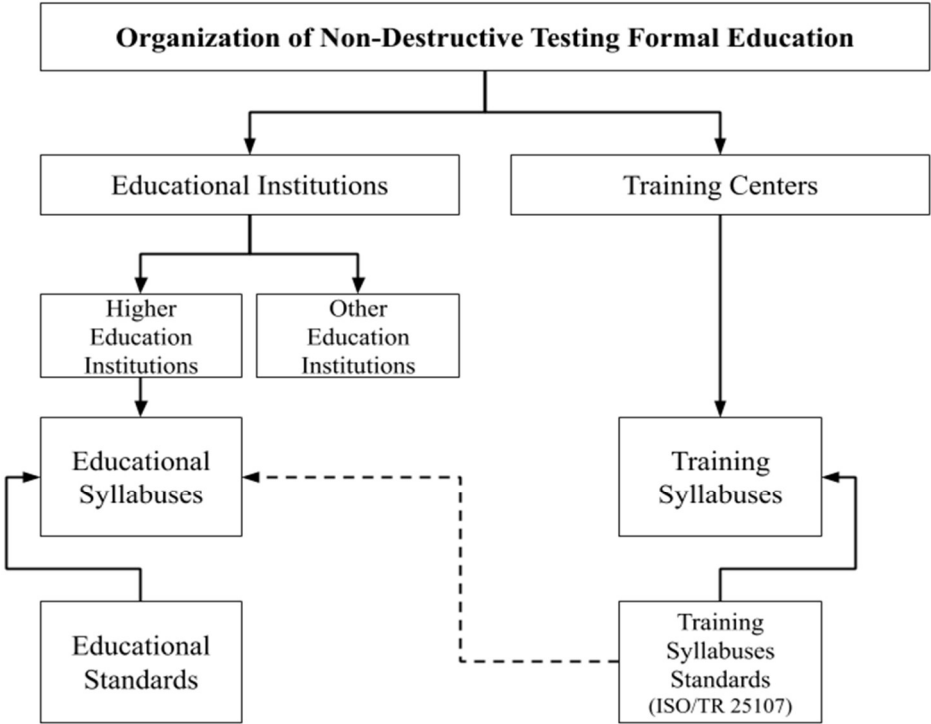 Organization of Non-Destructive Testing Formal Education
Educational Institutions
Training Centers
Higher
Education
Institutions
Other
Education
Institutions
Educational
Syllabuses
Training
Syllabuses
Educational
Standards
Training
Syllabuses
Standards
(ISO/TR 25107)